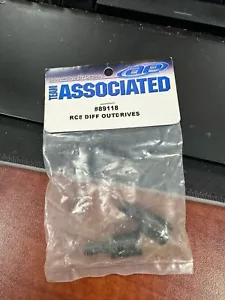 TEAM
ASSOCIATED
#89118
RC8 DIFF OUTDRIVES